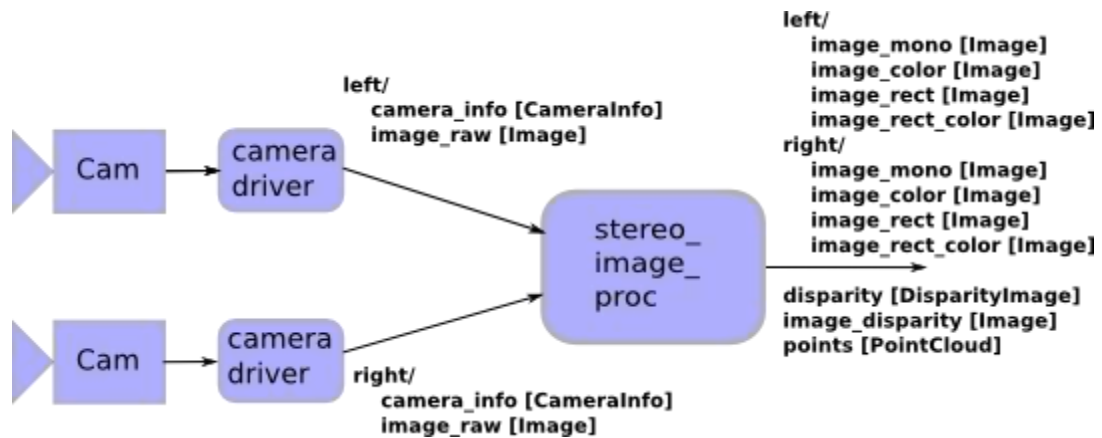 left/
image_mono [Image]
image_color [Image]
image_rect [Image]
image_rect_color [Image]
right/
image_mono [Image]
image_color [Image]
image_rect [Image]
image_rect_color [Image]
left/
camera_info [CameraInfo]
image_raw [Image]
Cam
camera
driver
stereo_
image_
proc
disparity [DisparityImage]
image_disparity [Image]
points [PointCloud]
Cam
camera
driver
right/
camera_info [CameraInfo]
image_raw [Image]